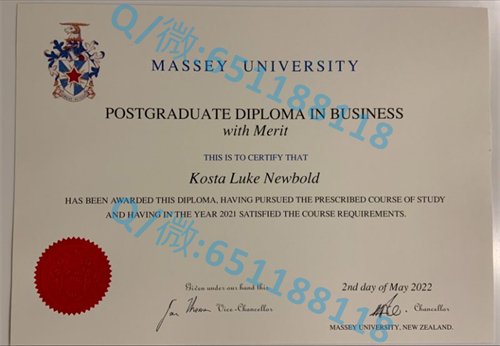 MASSEY UNIVERSITY
POSTGRADUATE DIPLOMA IN BUSINESS
with Merit
THIS IS TO CERTIFY THAT
Kosta Luke Newbold
HAS BEEN AWARDED THIS DIPLOMA, HAVING PURSUED THE PRESCRIBED COURSE OF STUDY
AND HAVING IN THE YEAR 2021 SATISFIED THE COURSE REQUIREMENTS.
Given under our hand this
2nd day of May 2022
Vice-Chancellor
Chancellor
MASSEY UNIVERSITY, NEW ZEALAND.
Q/微:651188118
Q/微:651188118